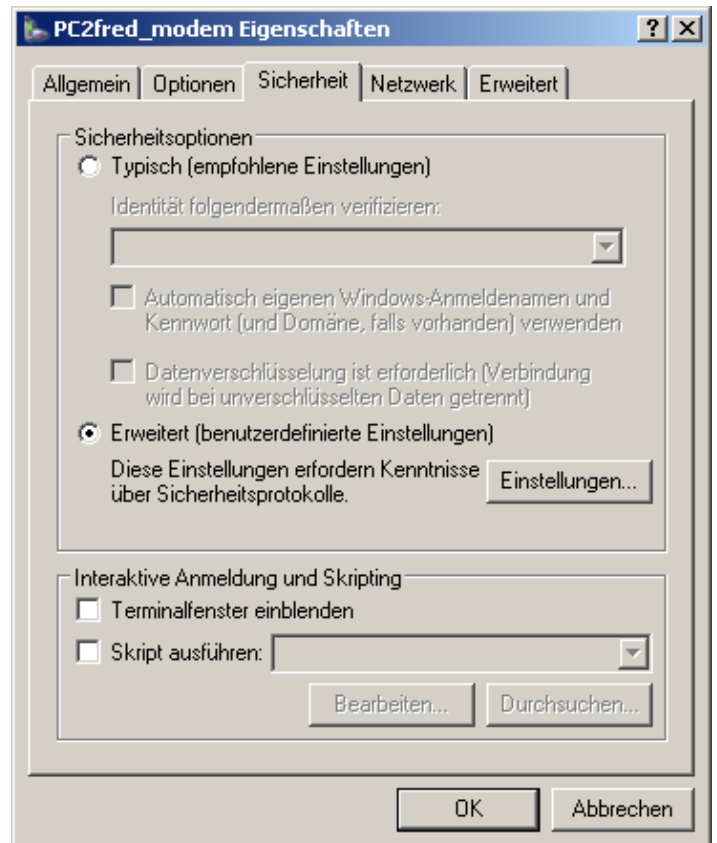 PC2fred_modem Eigenschaften
Allgemein Optionen Sicherheit Netzwerk Erweitert
Sicherheitsoptionen
Typisch (empfohlene Einstellungen)
Identität folgendermaßen verifizieren:
Automatisch eigenen Windows-Anmeldenamen und
Kennwort (und Domäne, falls vorhanden) verwenden
Datenverschlüsselung ist erforderlich (Verbindung
wird bei unverschlüsselten Daten getrennt)
Erweitert (benutzerdefinierte Einstellungen)
Diese Einstellungen erfordern Kenntnisse
über Sicherheitsprotokolle.
Einstellungen...
Interaktive Anmeldung und Skripting
Terminalfenster einblenden
Skript ausführen:
Bearbeiten... Durchsuchen...
OK Abbrechen